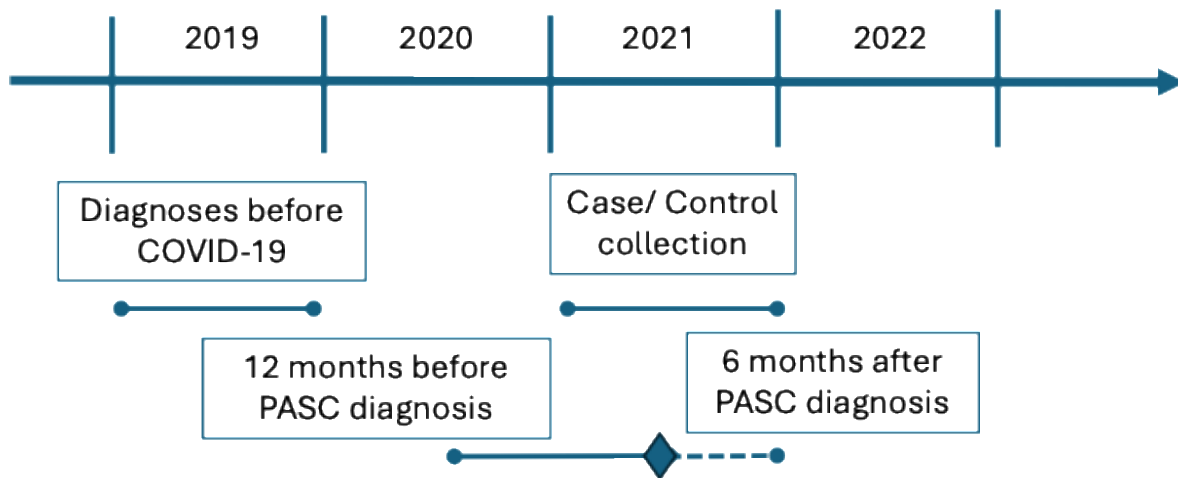 2019
2020
2021
2022
Diagnoses before
COVID-19
Case/ Control
collection
12 months before
PASC diagnosis
6 months after
PASC diagnosis